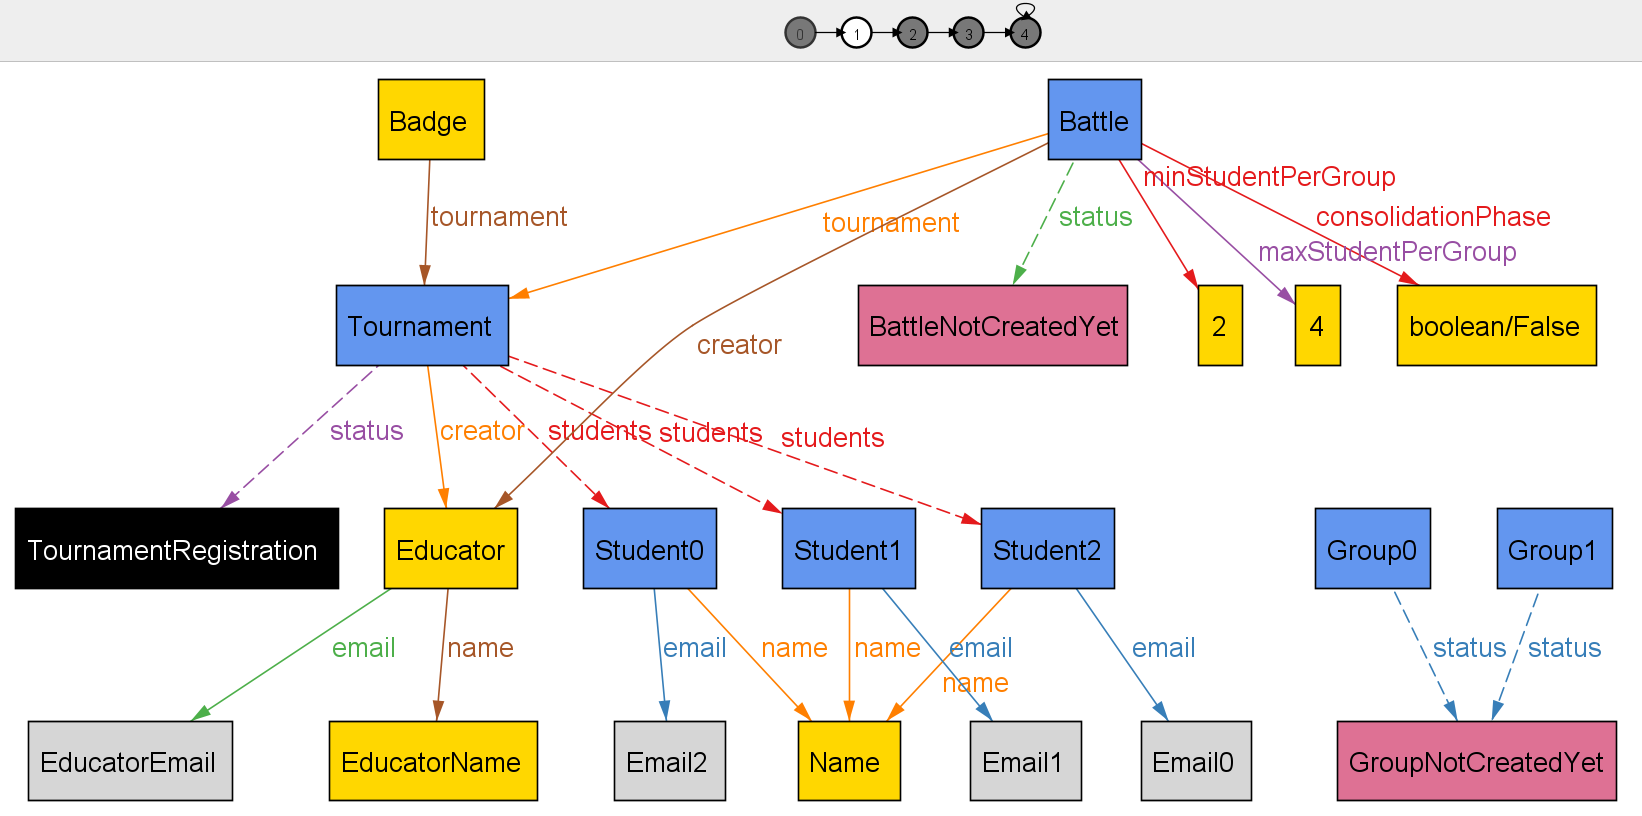 0
1
2
3
4
Badge
Battle
minStudentPerGroup
tournament
tournament
status
consolidationPhase
maxStudentPerGroup
Tournament
BattleNotCreatedYet
2
4
boolean/False
creator
status
creator
students
students
students
TournamentRegistration
Educator
Student0
Student1
Student2
Group0
Group1
email
name
email
name
name
email
name
email
status
status
EducatorEmail
EducatorName
Email2
Name
Email1
Email0
GroupNotCreatedYet